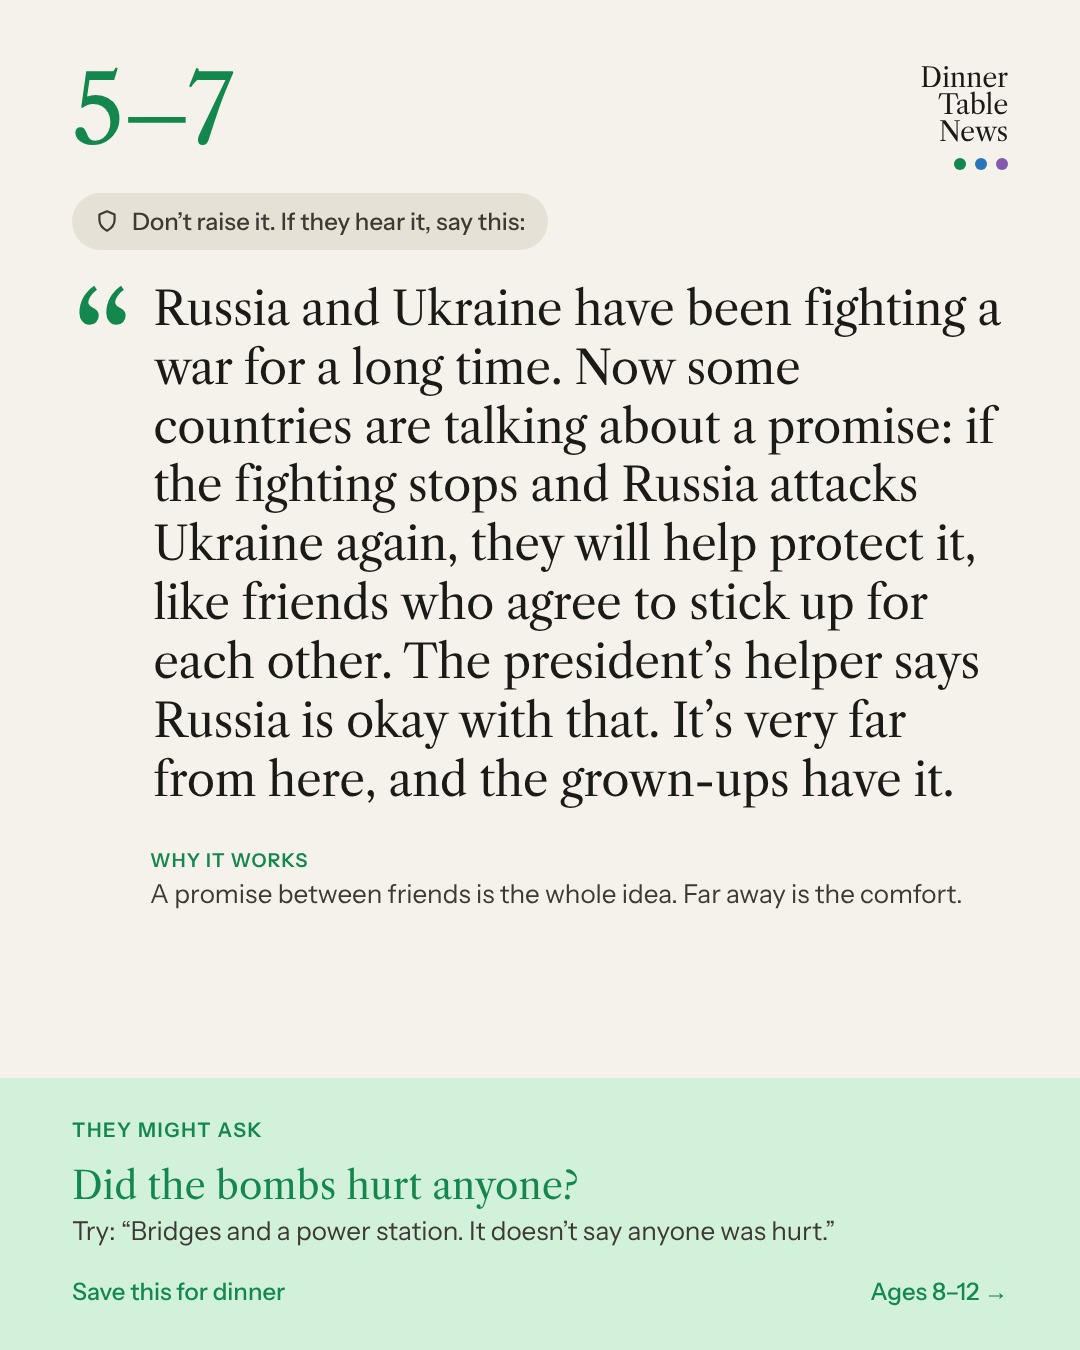 5–7
Dinner
Table
News
Don’t raise it. If they hear it, say this:
“ Russia and Ukraine have been fighting a
war for a long time. Now some
countries are talking about a promise: if
the fighting stops and Russia attacks
Ukraine again, they will help protect it,
like friends who agree to stick up for
each other. The president’s helper says
Russia is okay with that. It’s very far
from here, and the grown-ups have it.
WHY IT WORKS
A promise between friends is the whole idea. Far away is the comfort.
THEY MIGHT ASK
Did the bombs hurt anyone?
Try: “Bridges and a power station. It doesn’t say anyone was hurt.”
Save this for dinner
Ages 8–12 →